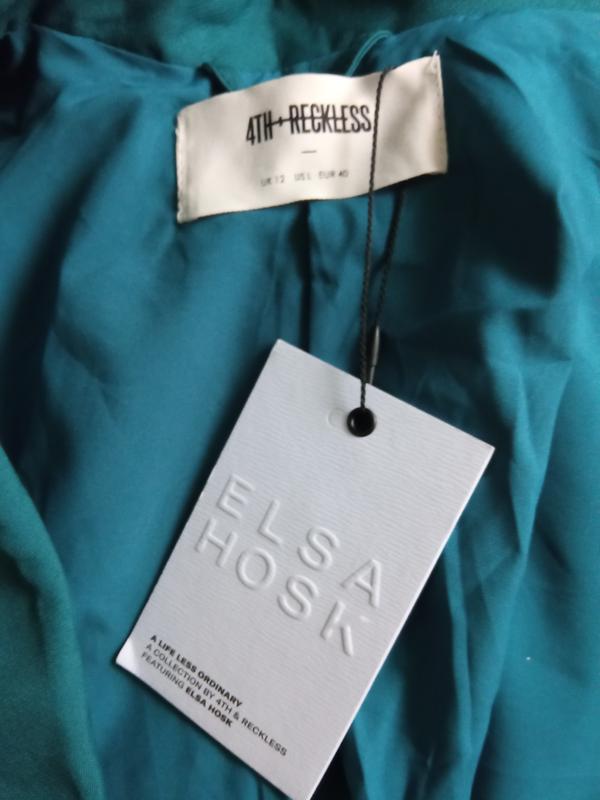 4TH+RECKLESS
—
UK 12 US L EUR 40
ELSA
HOSK
A LIFE LESS ORDINARY
A COLLECTION BY 4TH & RECKLESS
FEATURING ELSA HOSK